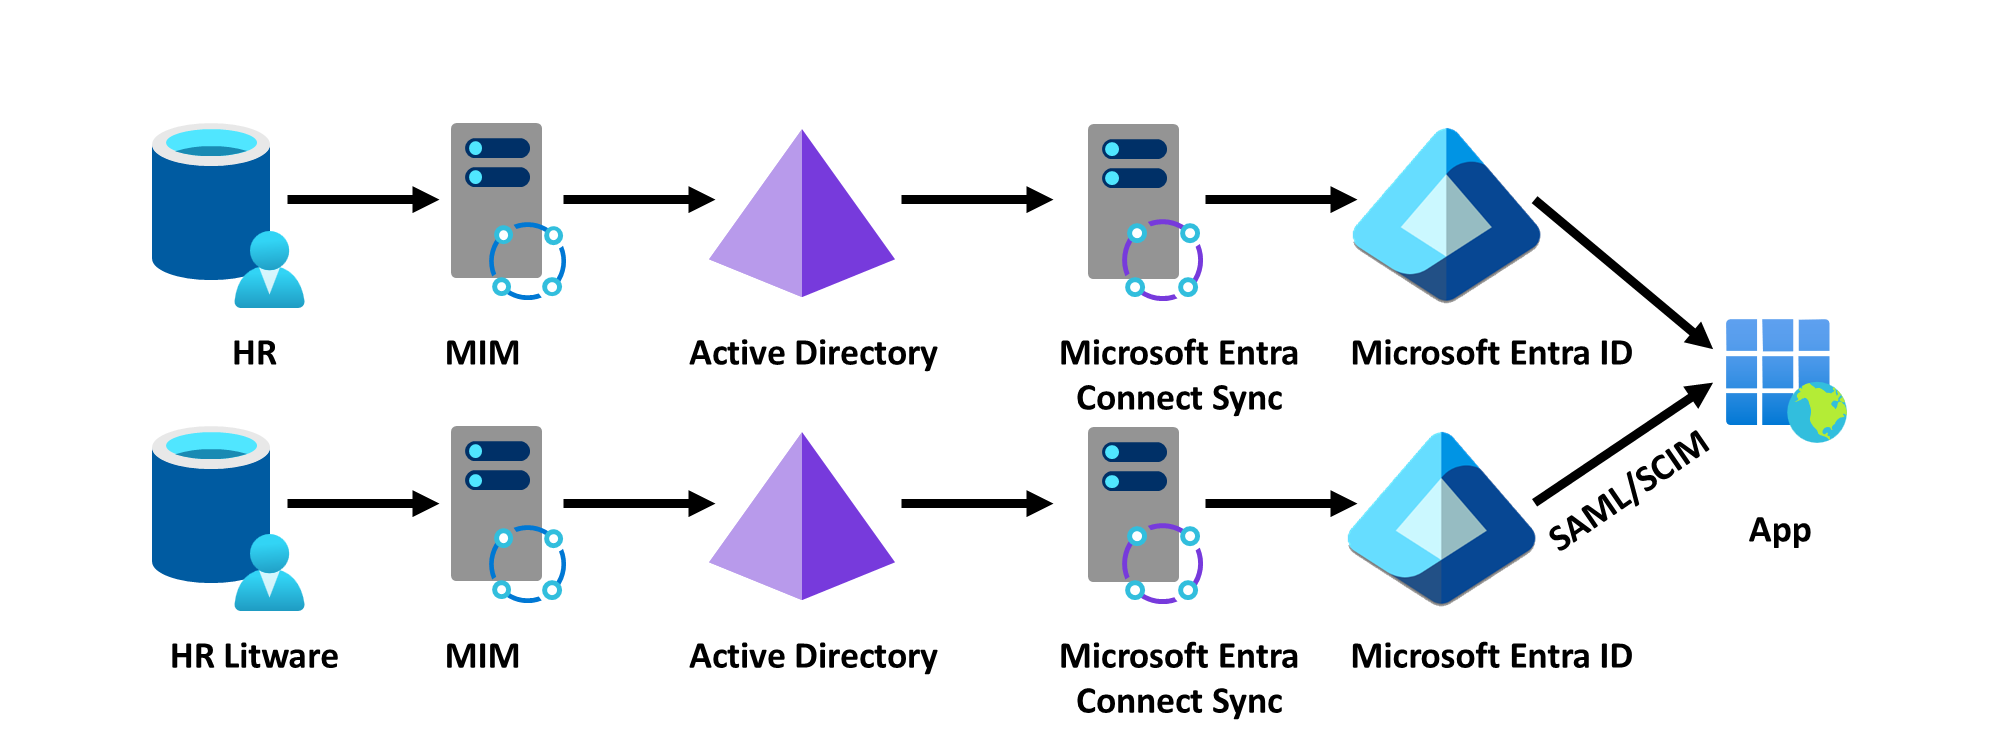 HR
MIM
Active Directory
Microsoft Entra
Connect Sync
Microsoft Entra ID
SAML/SCIM
App
HR Litware
MIM
Active Directory
Microsoft Entra
Connect Sync
Microsoft Entra ID